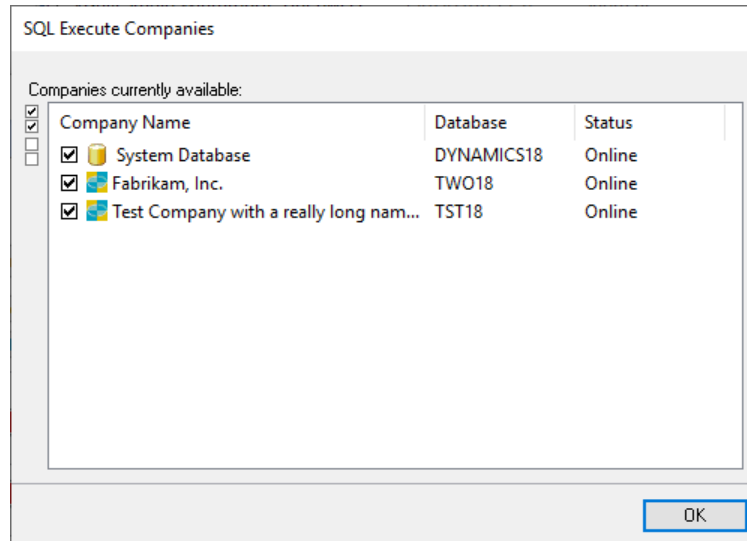 SQL Execute Companies
Companies currently available:
Company Name Database Status
System Database DYNAMICS18 Online
Fabrikam, Inc. TWO18 Online
Test Company with a really long nam... TST18 Online
OK